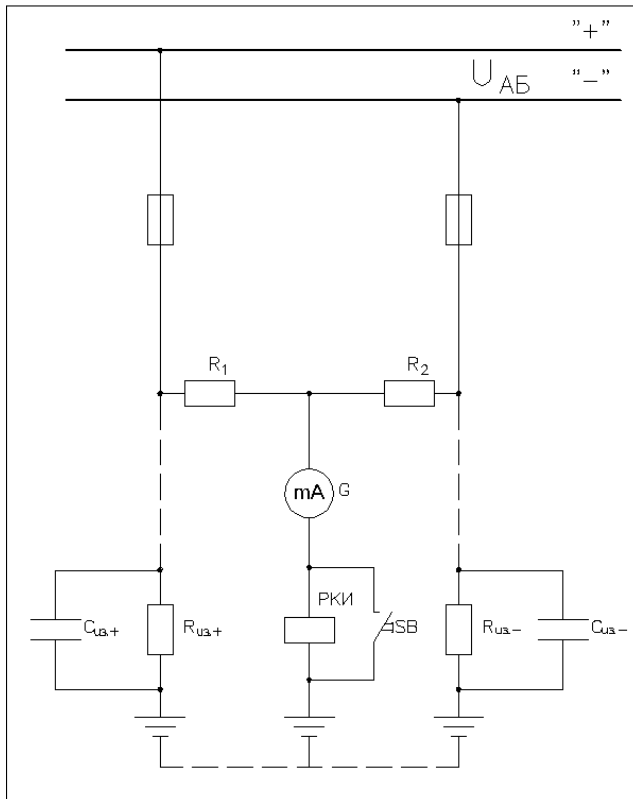 "+"
U АБ "−"
R1 R2
mA G
РКИ
Cиз+ Rиз+ SB Rиз− Cиз−